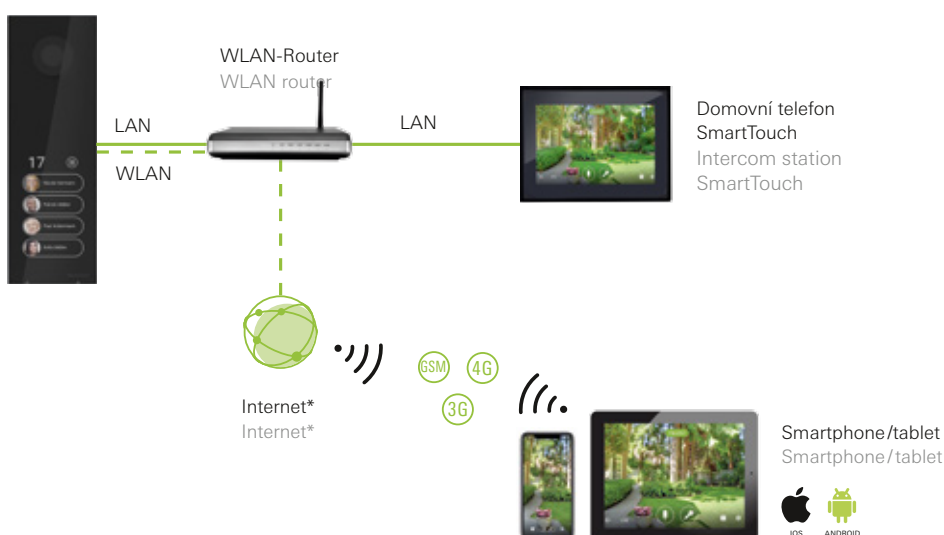 WLAN-Router
WLAN router
LAN
WLAN
LAN
17
Domovní telefon
SmartTouch
Intercom station
SmartTouch
GSM
4G
3G
Internet*
Internet*
Smartphone/tablet
Smartphone/tablet
IOS
ANDROID